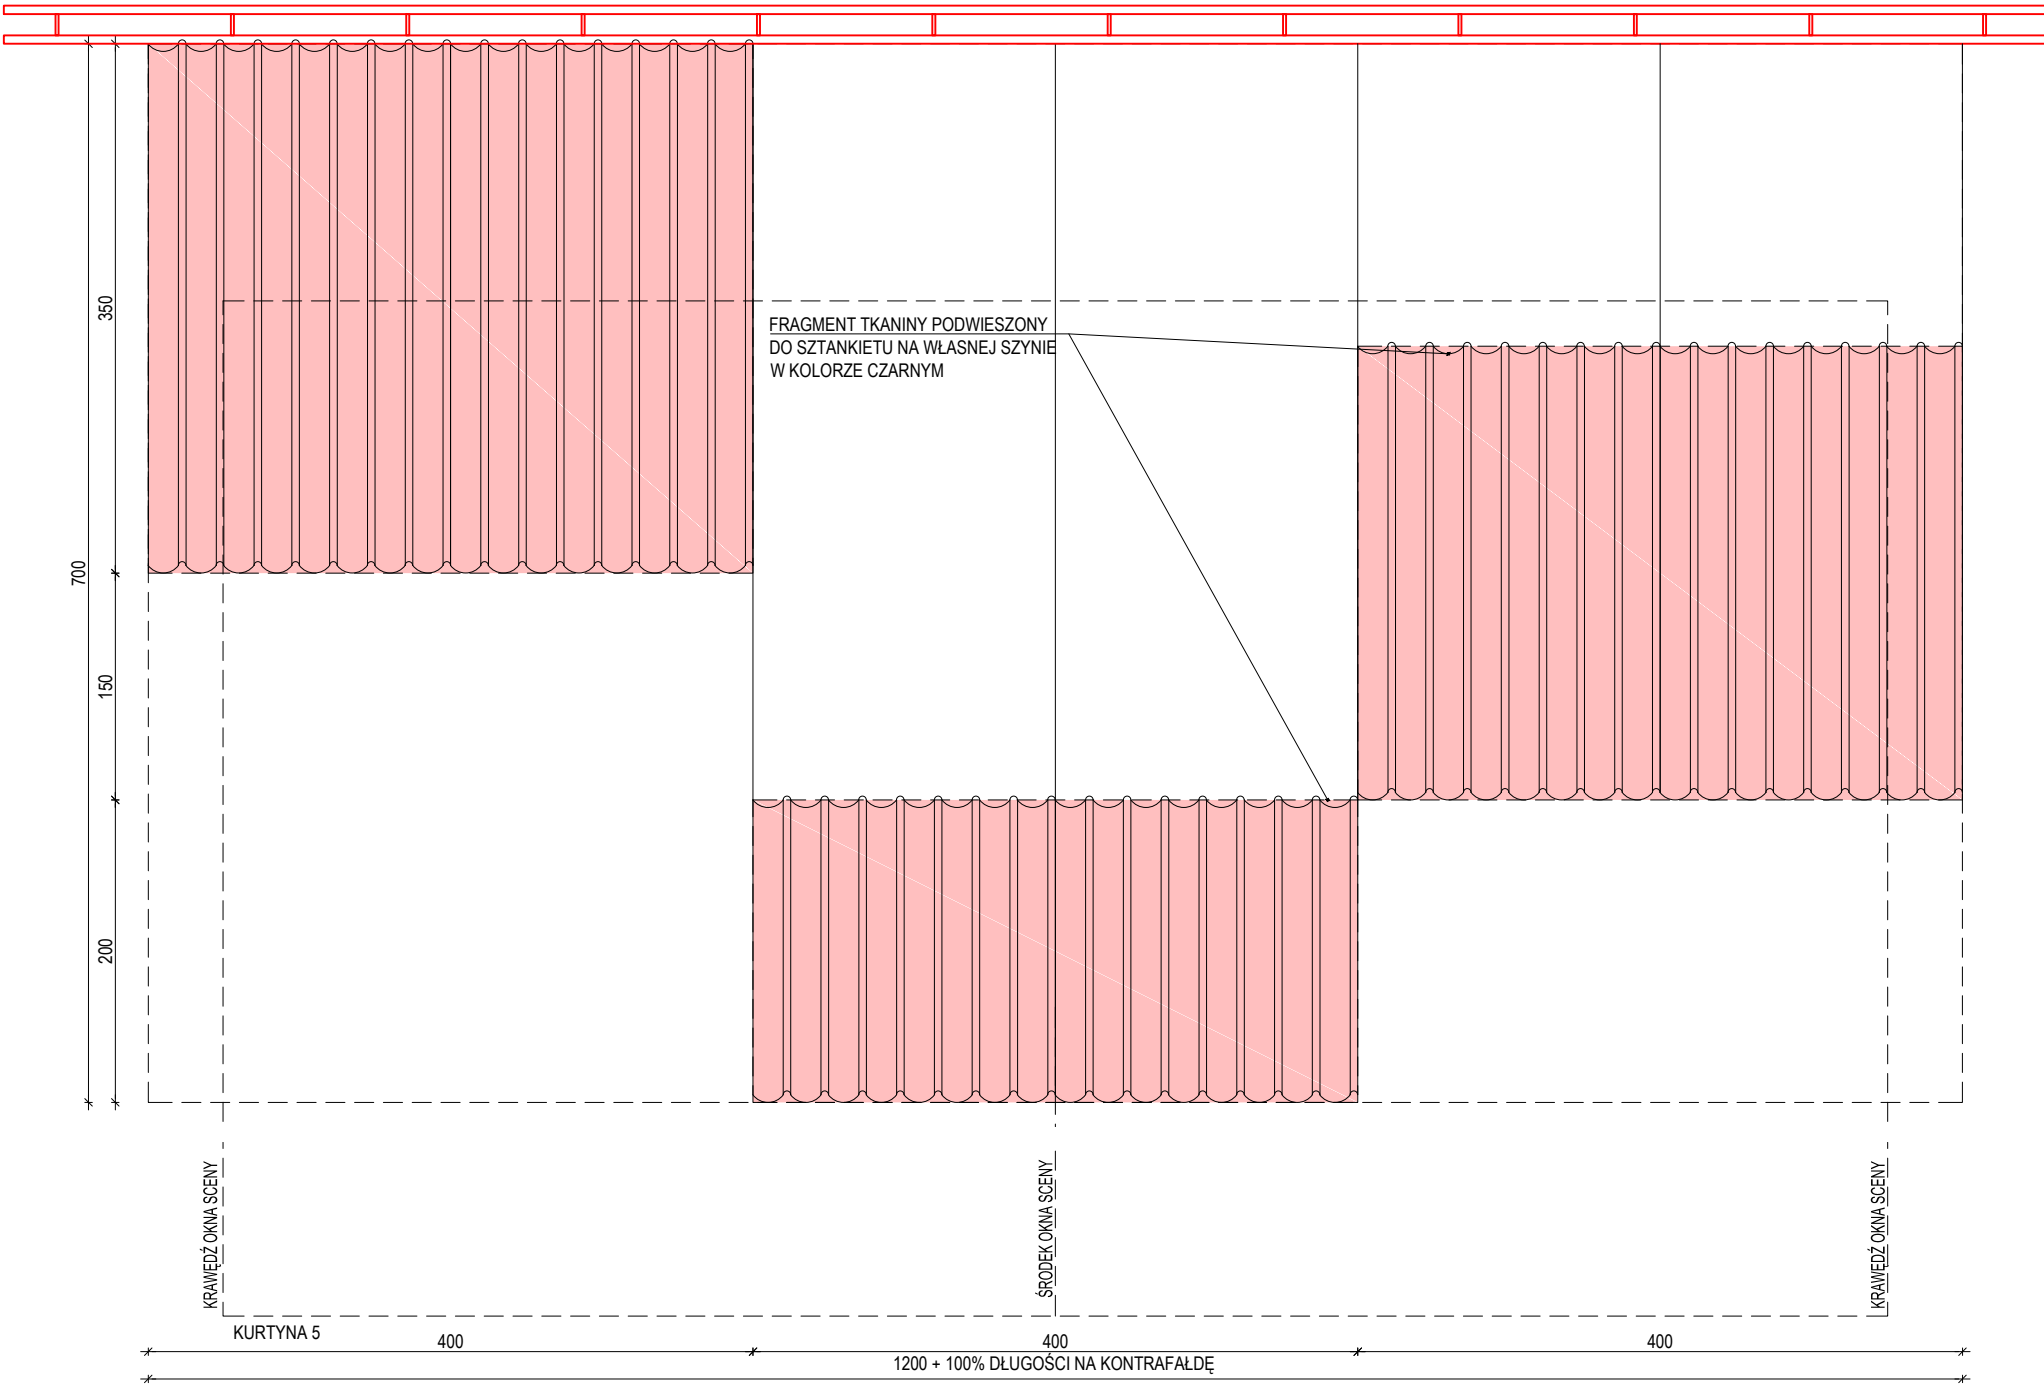 FRAGMENT TKANINY PODWIESZONY
DO SZTANKIETU NA WŁASNEJ SZYNIE
W KOLORZE CZARNYM
350
700
150
200
KRAWĘDŹ OKNA SCENY
ŚRODEK OKNA SCENY
KRAWĘDŹ OKNA SCENY
KURTYNA 5
400
400
400
1200 + 100% DŁUGOŚCI NA KONTRAFAŁDĘ